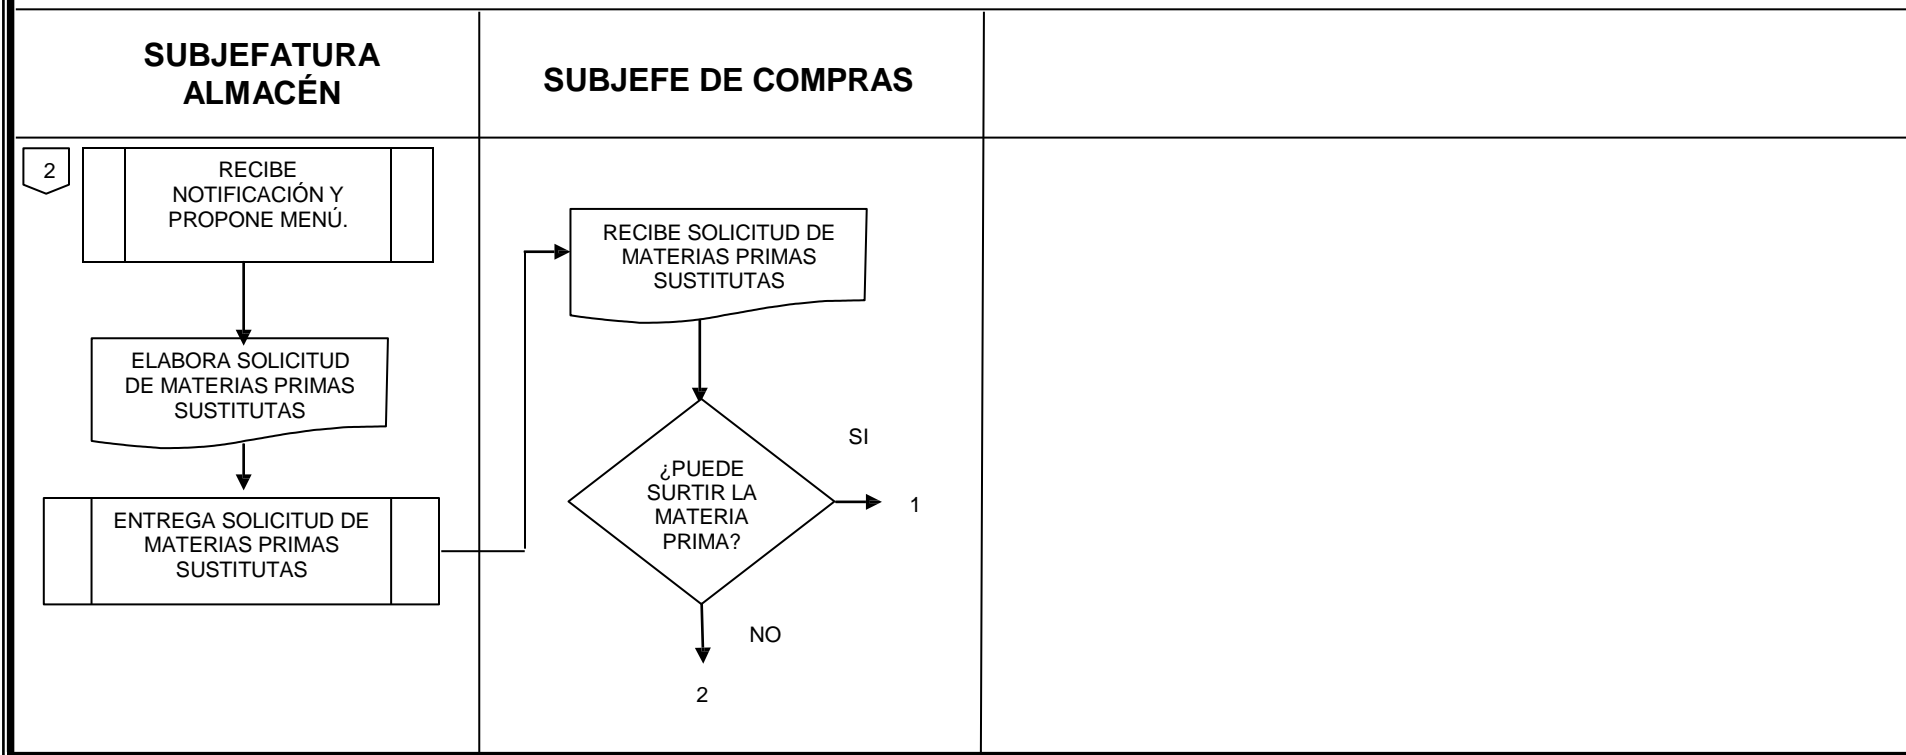 SUBJEFATURA
ALMACÉN
SUBJEFE DE COMPRAS
2
RECIBE
NOTIFICACIÓN Y
PROPONE MENÚ.
ELABORA SOLICITUD
DE MATERIAS PRIMAS
SUSTITUTAS
ENTREGA SOLICITUD DE
MATERIAS PRIMAS
SUSTITUTAS
RECIBE SOLICITUD DE
MATERIAS PRIMAS
SUSTITUTAS
¿PUEDE
SURTIR LA
MATERIA
PRIMA?
SI
1
NO
2